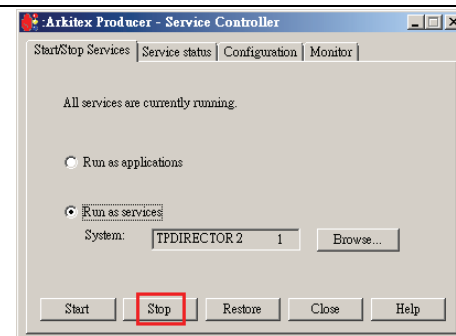 :Arkitex Producer - Service Controller
Start/Stop Services Service status Configuration Monitor
All services are currently running.
Run as applications
Run as services
System: TPDIRECTOR 2 1 Browse...
Start Stop Restore Close Help